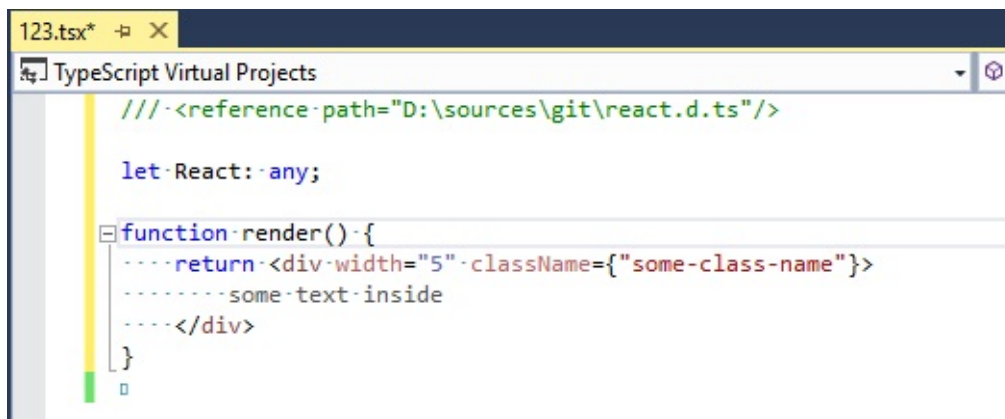 123.tsx*
TypeScript Virtual Projects
/// <reference path="D:\sources\git\react.d.ts"/>
let React: any;
function render() {
    return <div width="5" className={"some-class-name"}>
        some text inside
    </div>
}